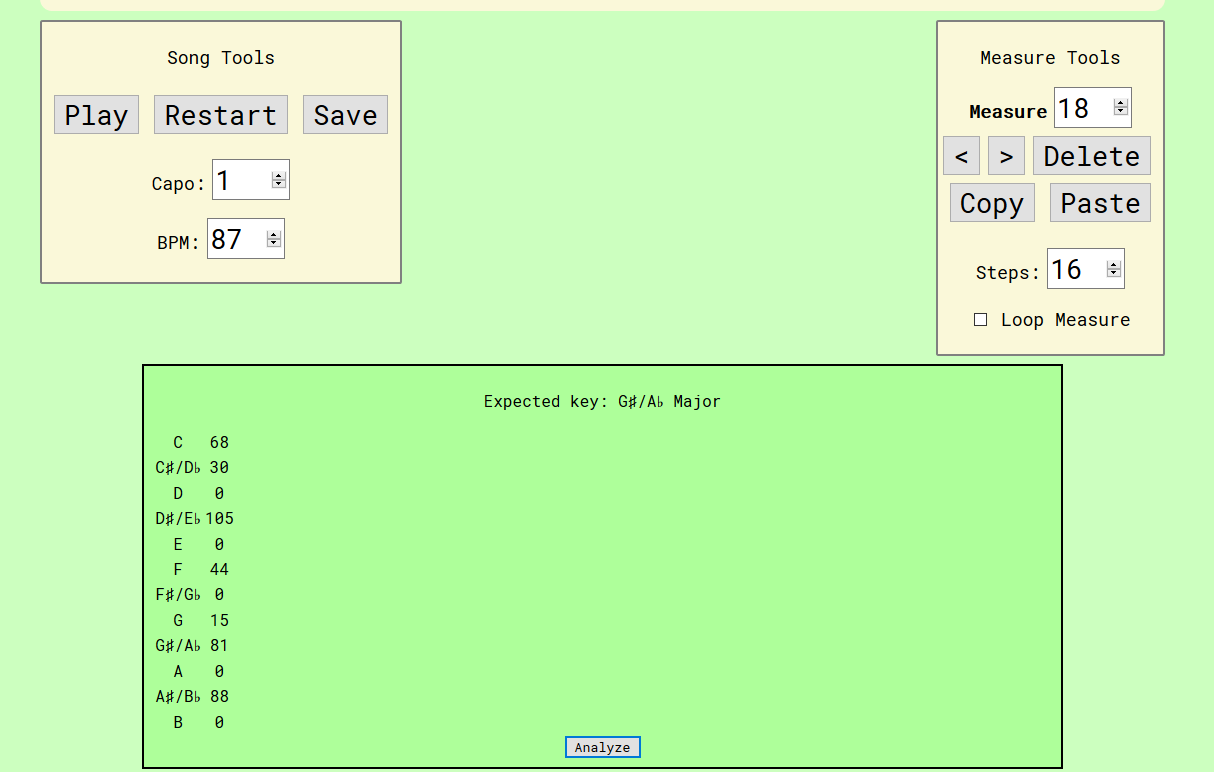 Song Tools
Play Restart Save
Capo: 1
BPM: 87
Measure Tools
Measure 18
< > Delete
Copy Paste
Steps: 16
Loop Measure
Expected key: G♯/A♭ Major
C 68
C♯/D♭ 30
D 0
D♯/E♭ 105
E 0
F 44
F♯/G♭ 0
G 15
G♯/A♭ 81
A 0
A♯/B♭ 88
B 0
Analyze